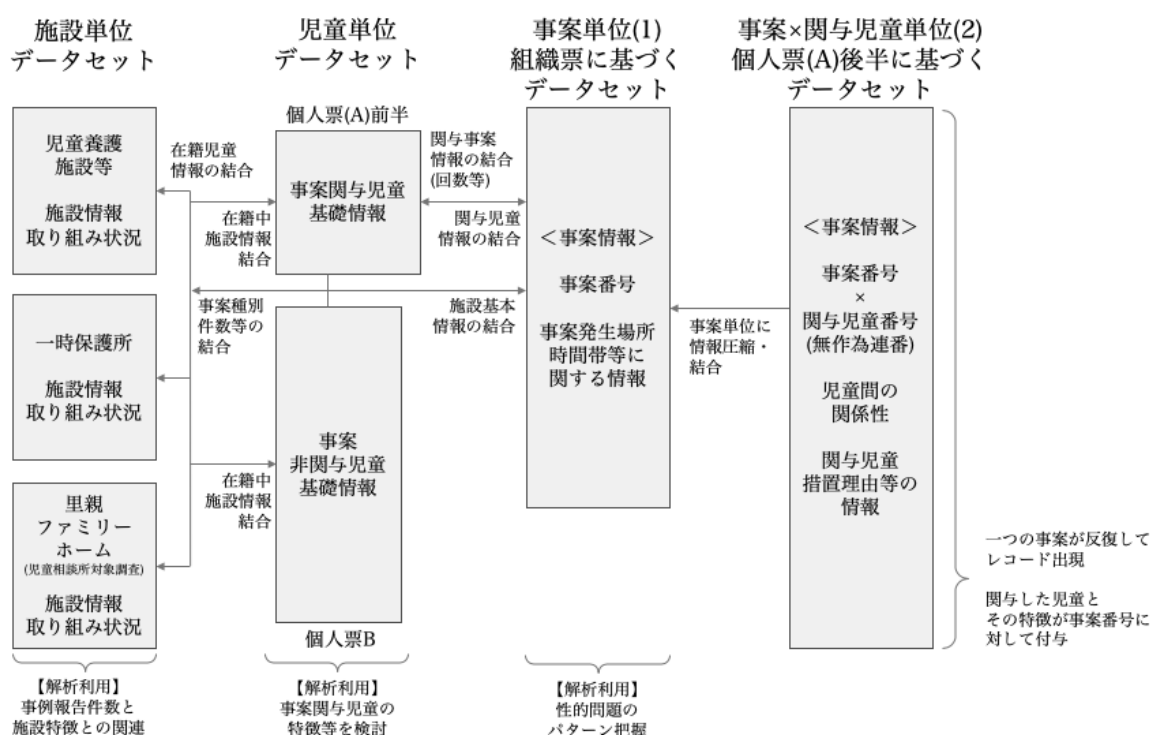 施設単位
データセット
児童養護
施設等
施設情報
取り組み状況
一時保護所
施設情報
取り組み状況
里親
ファミリー
ホーム
(児童相談所対象調査)
施設情報
取り組み状況
【解析利用】
事例報告件数と
施設特徴との関連
在籍児童
情報の結合
在籍中
施設情報
結合
事案種別
件数等の
結合
在籍中
施設情報
結合
児童単位
データセット
個人票(A)前半
事案関与児童
基礎情報
事案
非関与児童
基礎情報
個人票B
【解析利用】
事案関与児童の
特徴等を検討
関与事案
情報の結合
(回数等)
関与児童
情報の結合
施設基本
情報の結合
事案単位(1)
組織票に基づく
データセット
＜事案情報＞
事案番号
事案発生場所
時間帯等に
関する情報
【解析利用】
性的問題の
パターン把握
事案単位に
情報圧縮・
結合
事案×関与児童単位(2)
個人票(A)後半に基づく
データセット
＜事案情報＞
事案番号
×
関与児童番号
(無作為連番)
児童間の
関係性
関与児童
措置理由等の
情報
一つの事案が反復して
レコード出現
関与した児童と
その特徴が事案番号に
対して付与